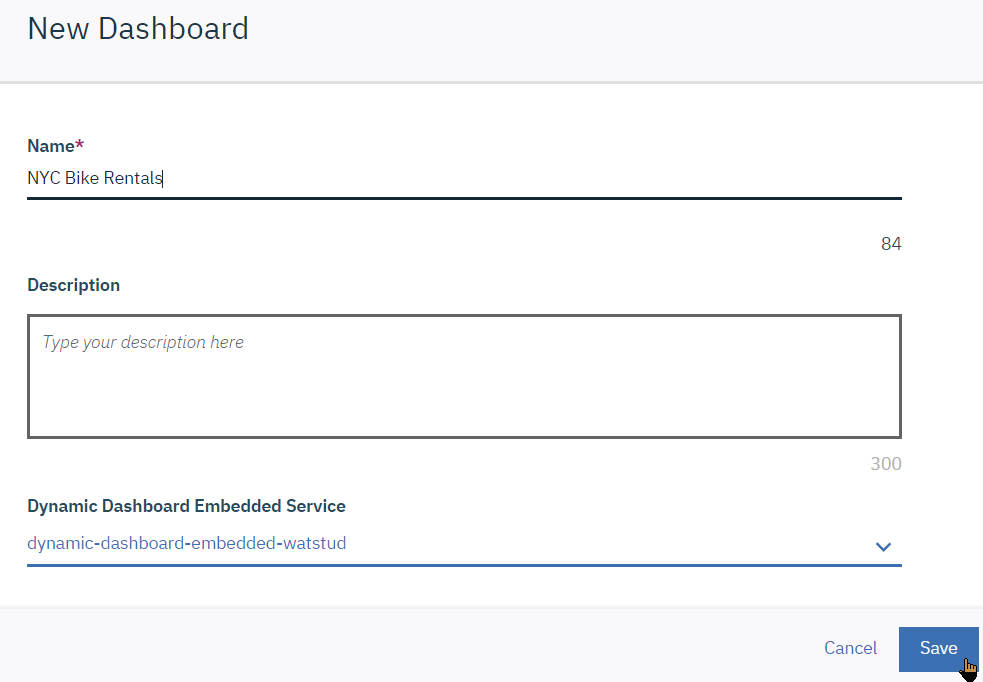 New Dashboard
Name*
NYC Bike Rentals
84
Description
Type your description here
300
Dynamic Dashboard Embedded Service
dynamic-dashboard-embedded-watstud
Cancel Save